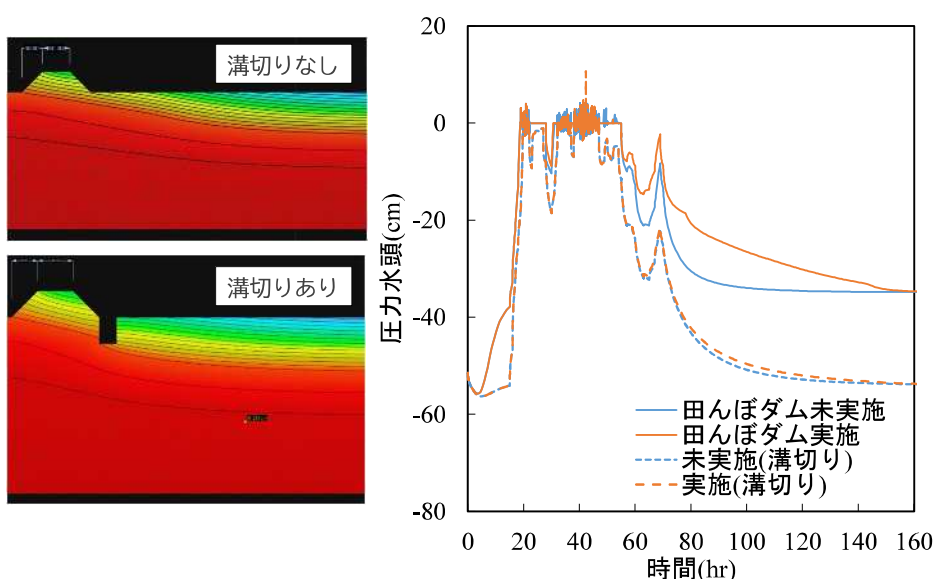 溝切りなし
溝切りあり
20
0
-20
-40
-60
-80
圧力水頭(cm)
田んぼダム未実施
田んぼダム実施
未実施(溝切り)
実施(溝切り)
0
20
40
60
80
100
120
140
160
時間(hr)